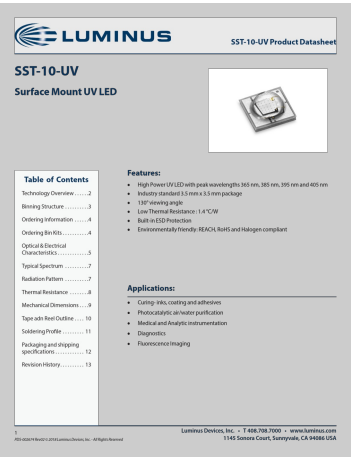 LUMINUS
SST-10-UV Product Datasheet
SST-10-UV
Surface Mount UV LED
Table of Contents
Technology Overview . . . . . 2
Binning Structure . . . . . . . . . 3
Ordering Information . . . . . . 4
Ordering Bin Kits . . . . . . . . . 4
Optical & Electrical
Characteristics . . . . . . . . . . . 5
Typical Spectrum . . . . . . . . . 7
Radiation Pattern . . . . . . . . . 7
Thermal Resistance . . . . . . . 8
Mechanical Dimensions . . . . 9
Tape adn Reel Outline . . . . 10
Soldering Profile . . . . . . . . . 11
Packaging and shipping
specifications . . . . . . . . . . . . 12
Revision History . . . . . . . . . . 13
Features:
• High Power UV LED with peak wavelengths 365 nm, 385 nm, 395 nm and 405 nm
• Industry standard 3.5 mm x 3.5 mm package
• 130° viewing angle
• Low Thermal Resistance : 1.4 °C/W
• Built-in ESD Protection
• Environmentally friendly: REACH, RoHS and Halogen compliant
Applications:
• Curing- inks, coating and adhesives
• Photocatalytic air/water purification
• Medical and Analytic instrumentation
• Diagnostics
• Fluorescence Imaging
1
Luminus Devices, Inc. • T 408.708.7000 • www.luminus.com
1145 Sonora Court, Sunnyvale, CA 94086 USA